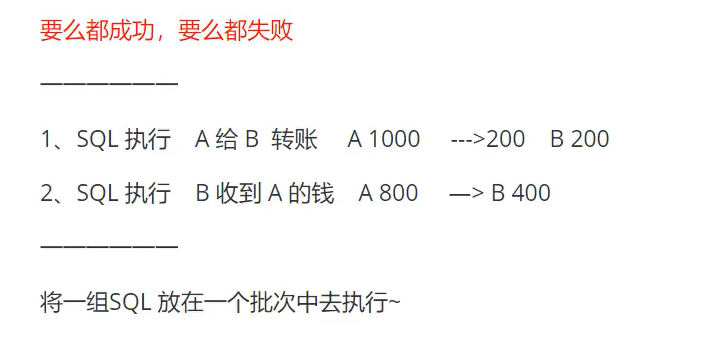 要么都成功，要么都失败
——————
1、SQL 执行 A 给 B 转账 A 1000 --->200 B 200
2、SQL 执行 B 收到 A 的钱 A 800 —> B 400
——————
将一组SQL 放在一个批次中去执行~